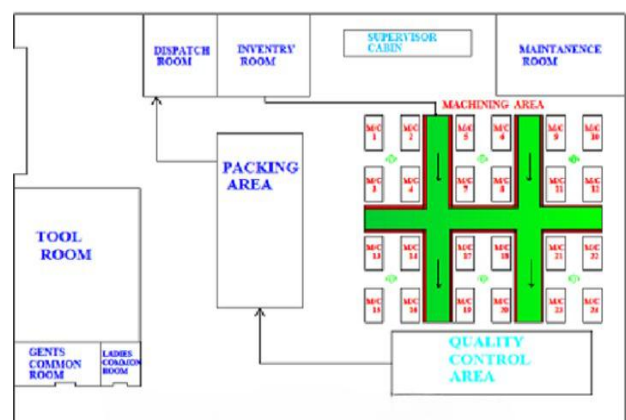 DISPATCH
ROOM
INVENTRY
ROOM
SUPERVISOR
CABIN
MAINTANENCE
ROOM
MACHINING AREA
M/C
1
M/C
2
M/C
5
M/C
M/C
9
M/C
10
PACKING
AREA
M/C
3
M/C
4
M/C
7
M/C
8
M/C
11
M/C
12
TOOL
ROOM
M/C
13
M/C
14
M/C
17
M/C
18
M/C
21
M/C
22
M/C
15
M/C
16
M/C
19
M/C
20
M/C
23
M/C
24
GENTS
COMMON
ROOM
LADIES
COMMON
ROOM
QUALITY
CONTROL
AREA